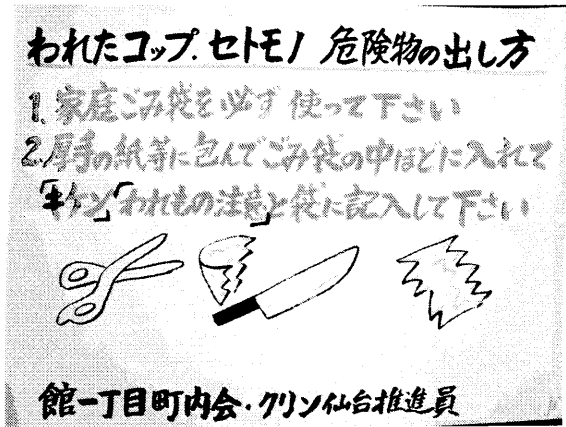 われたコップ.セトモノ 危険物の出し方
1.家庭ごみ袋を必ず使って下さい
2.厚手の紙等に包んでごみ袋の中ほどに入れて
「キケン」「われもの注意」と袋に記入して下さい
館一丁目町内会・クリン仙台推進員